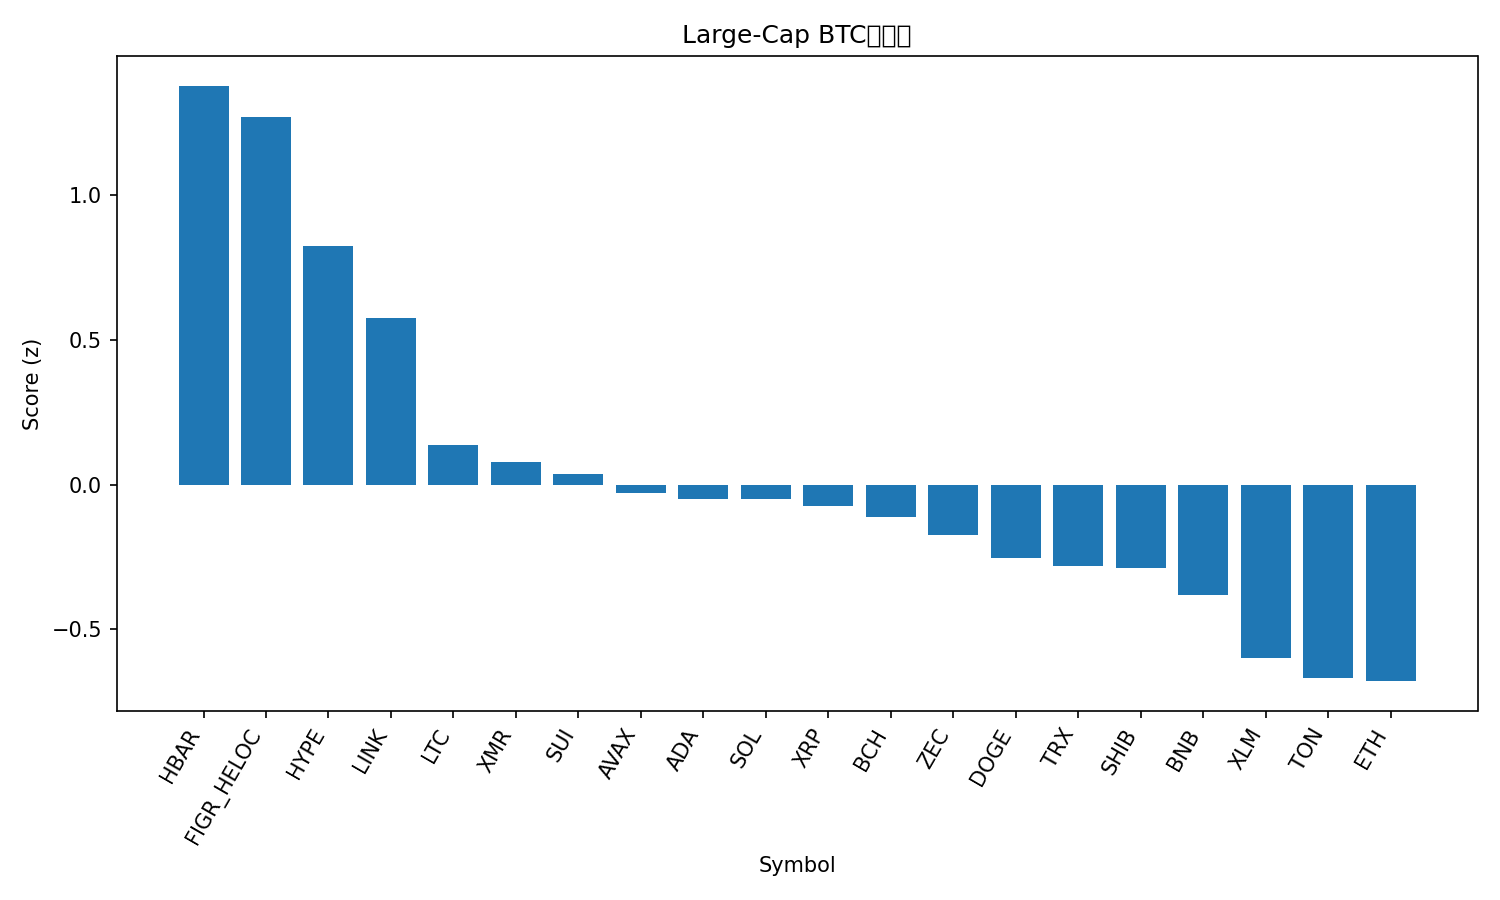 Large-Cap BTC
Score (z)
1.0
0.5
0.0
−0.5
HBAR
FIGR_HELOC
HYPE
LINK
LTC
XMR
SUI
AVAX
ADA
SOL
XRP
BCH
ZEC
DOGE
TRX
SHIB
BNB
XLM
TON
ETH
Symbol